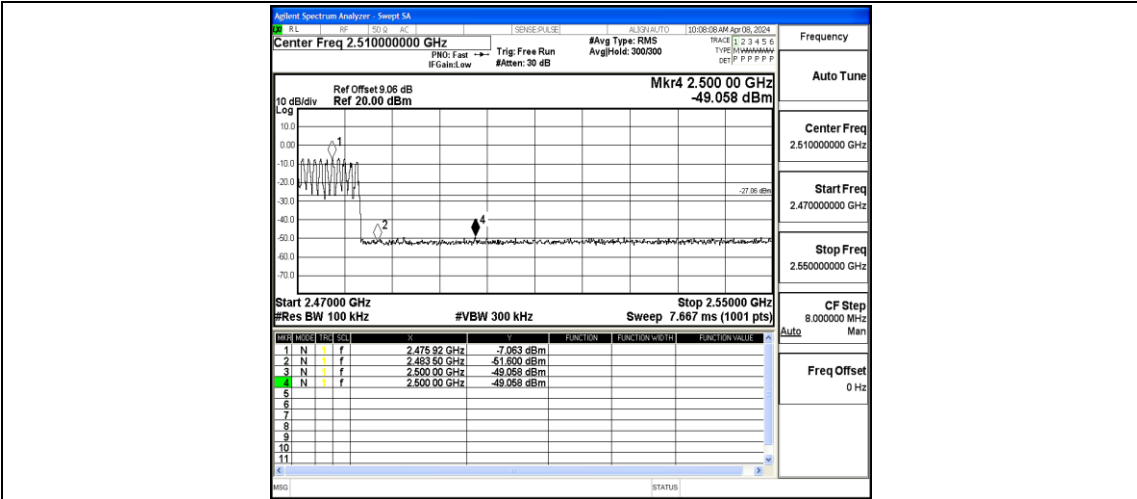 Agilent Spectrum Analyzer - Swept SA
RL RF 50 Ω AC SENSE:PULSE ALIGN AUTO 10:08:08 AM Apr 08, 2024
Center Freq 2.510000000 GHz
PNO: Fast
IFGain:Low
Trig: Free Run
#Atten: 30 dB
#Avg Type: RMS
Avg|Hold: 300/300
TRACE 1 2 3 4 5 6
TYPE MWWWWW
DET P P P P P P
Frequency
Auto Tune
Ref Offset 9.06 dB
10 dB/div Ref 20.00 dBm
Log
Mkr4 2.500 00 GHz
-49.058 dBm
10.0
0.00
-10.0
-20.0
-30.0
-40.0
-50.0
-60.0
-70.0
1
2
4
-27.06 dBm
Center Freq
2.510000000 GHz
Start Freq
2.470000000 GHz
Stop Freq
2.550000000 GHz
CF Step
8.000000 MHz
Auto Man
Freq Offset
0 Hz
Start 2.47000 GHz Stop 2.55000 GHz
#Res BW 100 kHz #VBW 300 kHz Sweep 7.667 ms (1001 pts)
MKR MODE TRC SCL X Y FUNCTION FUNCTION WIDTH FUNCTION VALUE
1 N 1 f 2.475 92 GHz -7.063 dBm
2 N 1 f 2.483 50 GHz -51.600 dBm
3 N 1 f 2.500 00 GHz -49.058 dBm
4 N 1 f 2.500 00 GHz -49.058 dBm
5
6
7
8
9
10
11
MSG STATUS